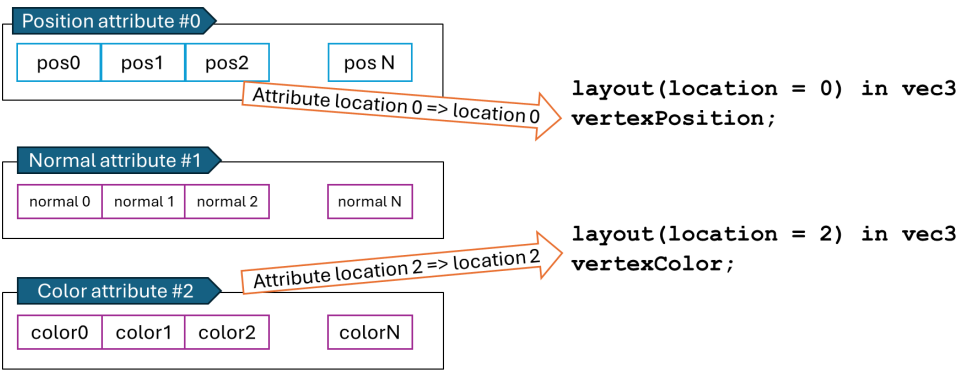 Position attribute #0
pos0 pos1 pos2 pos N
Attribute location 0 => location 0
layout(location = 0) in vec3
vertexPosition;
Normal attribute #1
normal 0 normal 1 normal 2 normal N
layout(location = 2) in vec3
vertexColor;
Attribute location 2 => location 2
Color attribute #2
color0 color1 color2 colorN